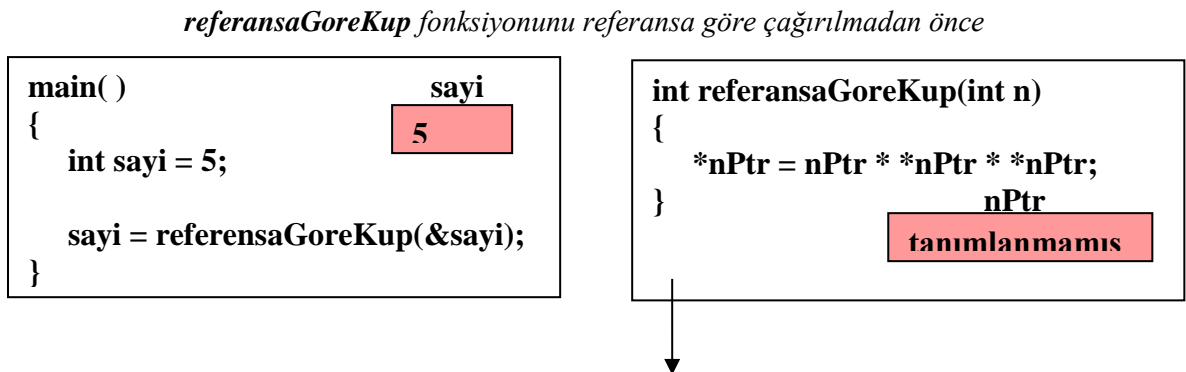 referansaGoreKup fonksiyonunu referansa göre çağırılmadan önce
main( )
sayi
{
5
int sayi = 5;
sayi = referensaGoreKup(&sayi);
}
int referansaGoreKup(int n)
{
*nPtr = nPtr * *nPtr * *nPtr;
}
nPtr
tanımlanmamıs